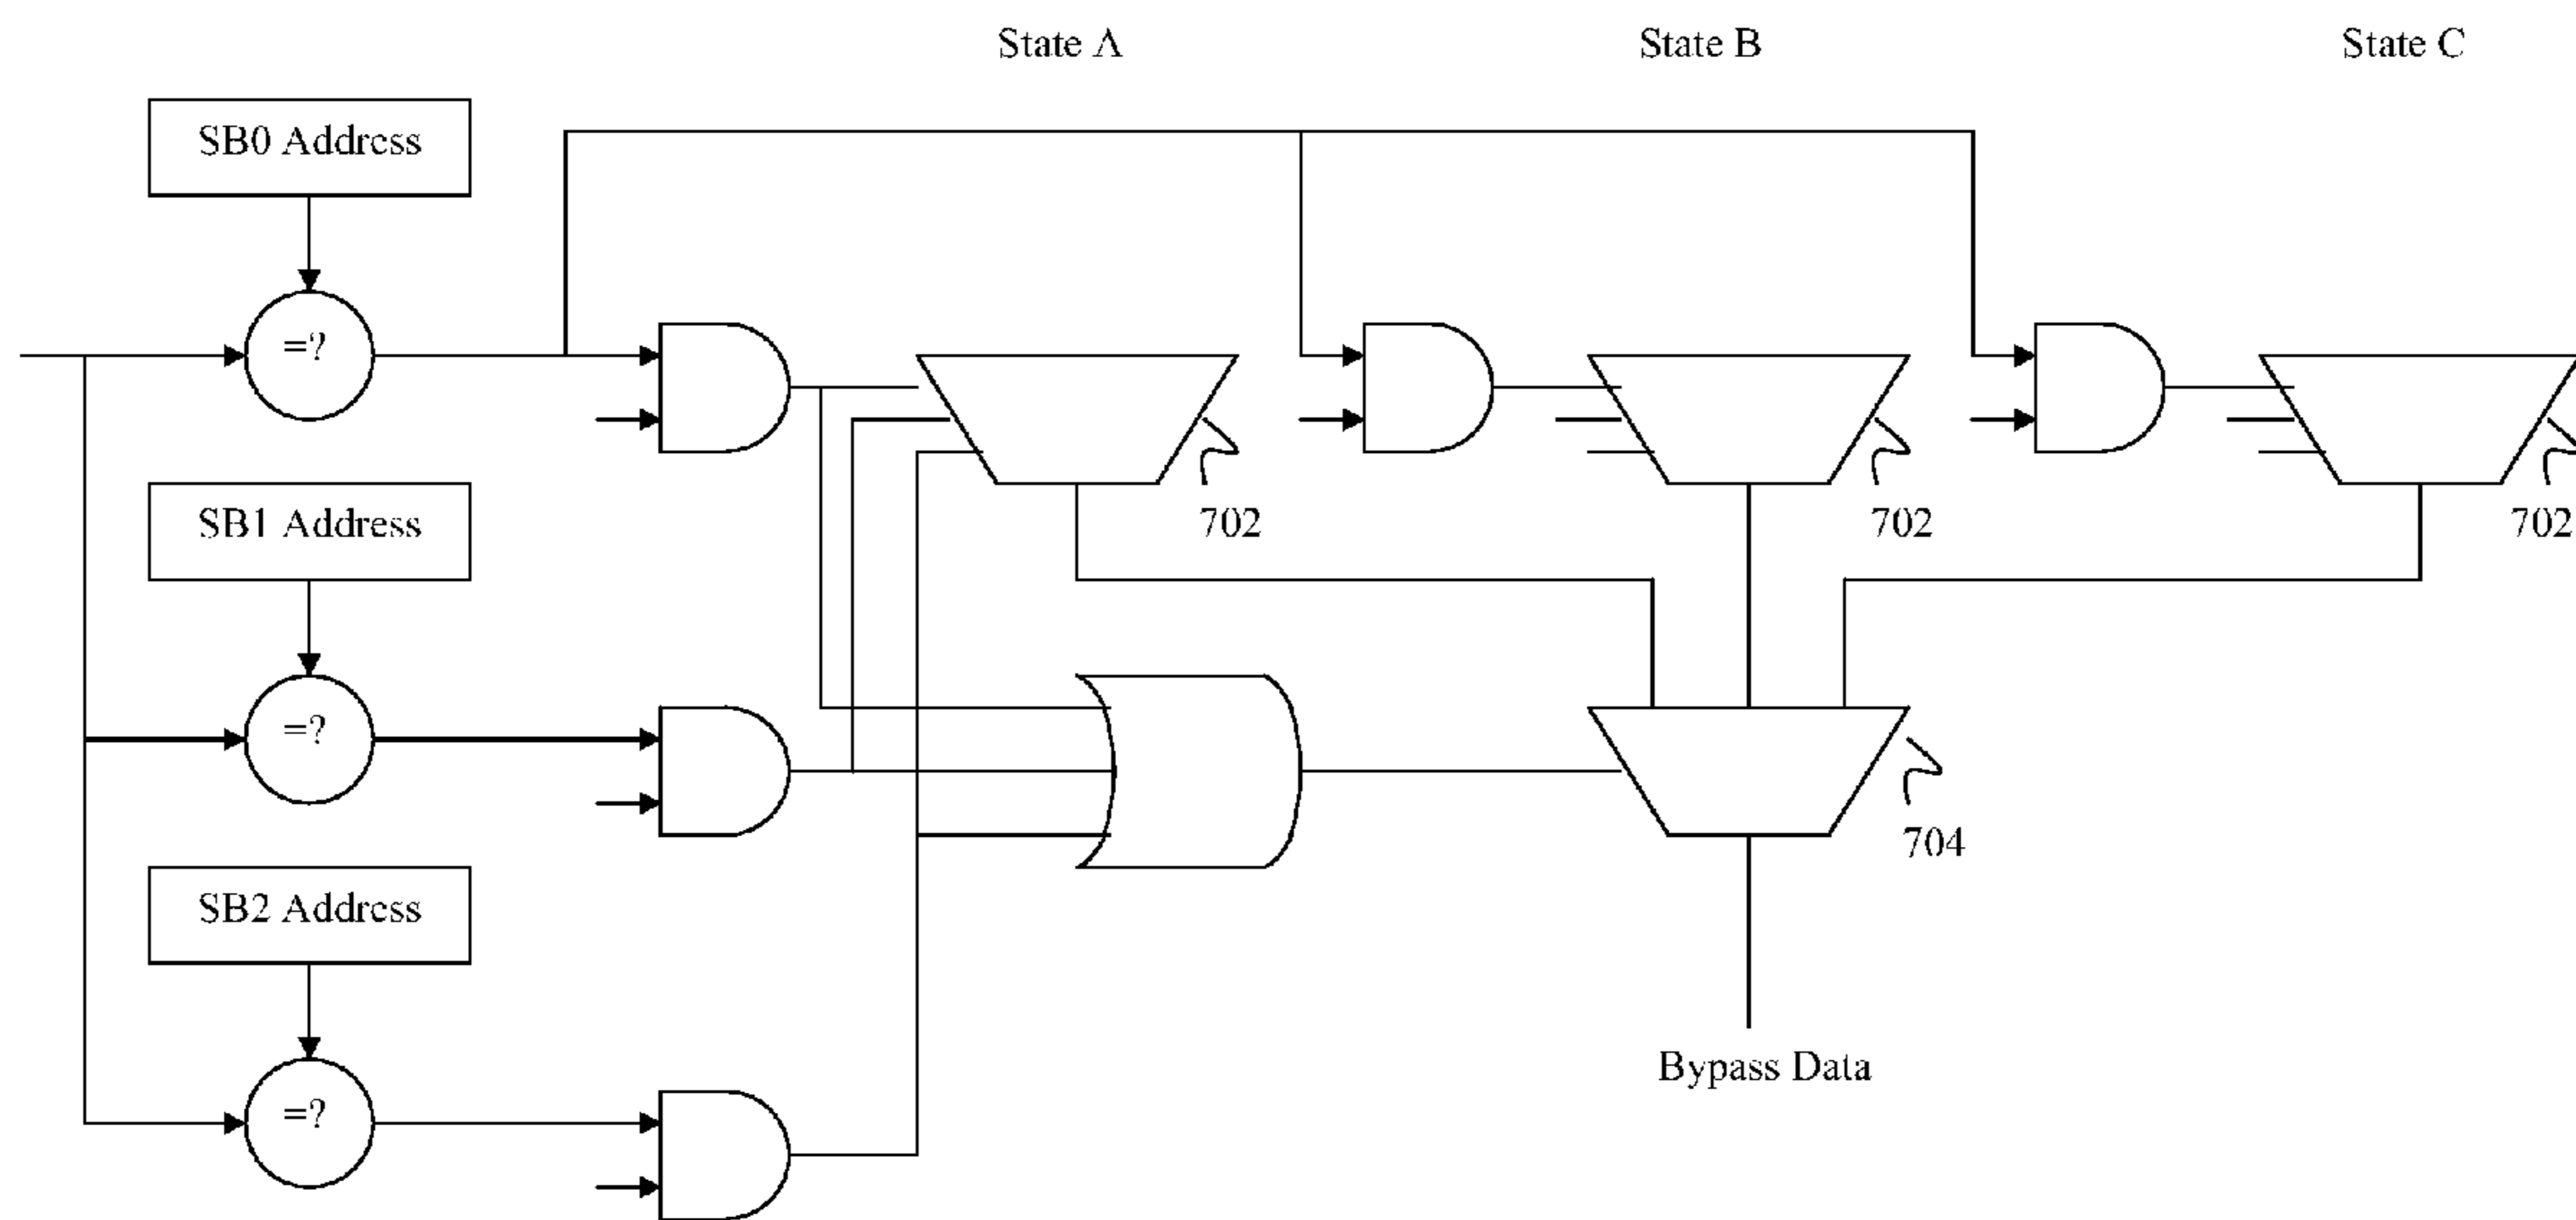 State A
State B
State C
SB0 Address
=?
SB1 Address
702
702
702
=?
704
SB2 Address
Bypass Data
=?